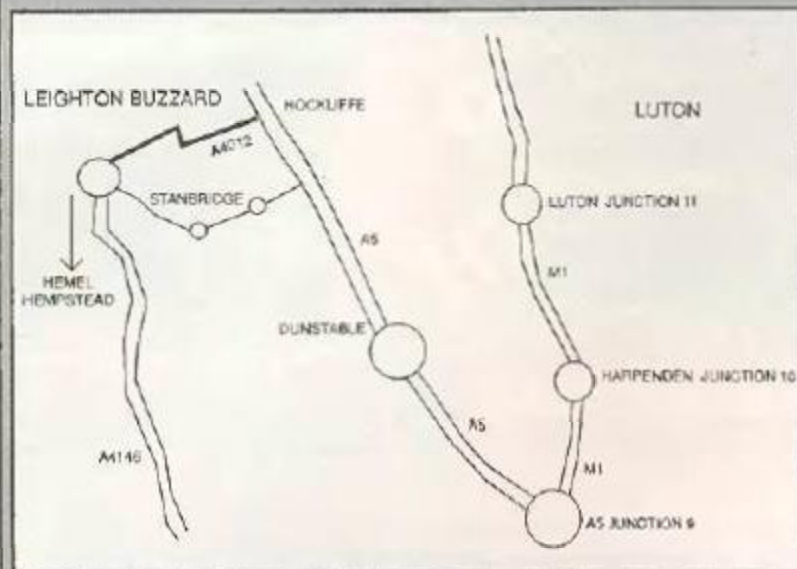 LEIGHTON BUZZARD
HOCKLIFFE
LUTON
A4012
STANBRIDGE
LUTON JUNCTION 11
A5
M1
HEMEL
HEMPSTEAD
DUNSTABLE
HARPENDEN JUNCTION 10
A5
A4146
M1
A5 JUNCTION 9